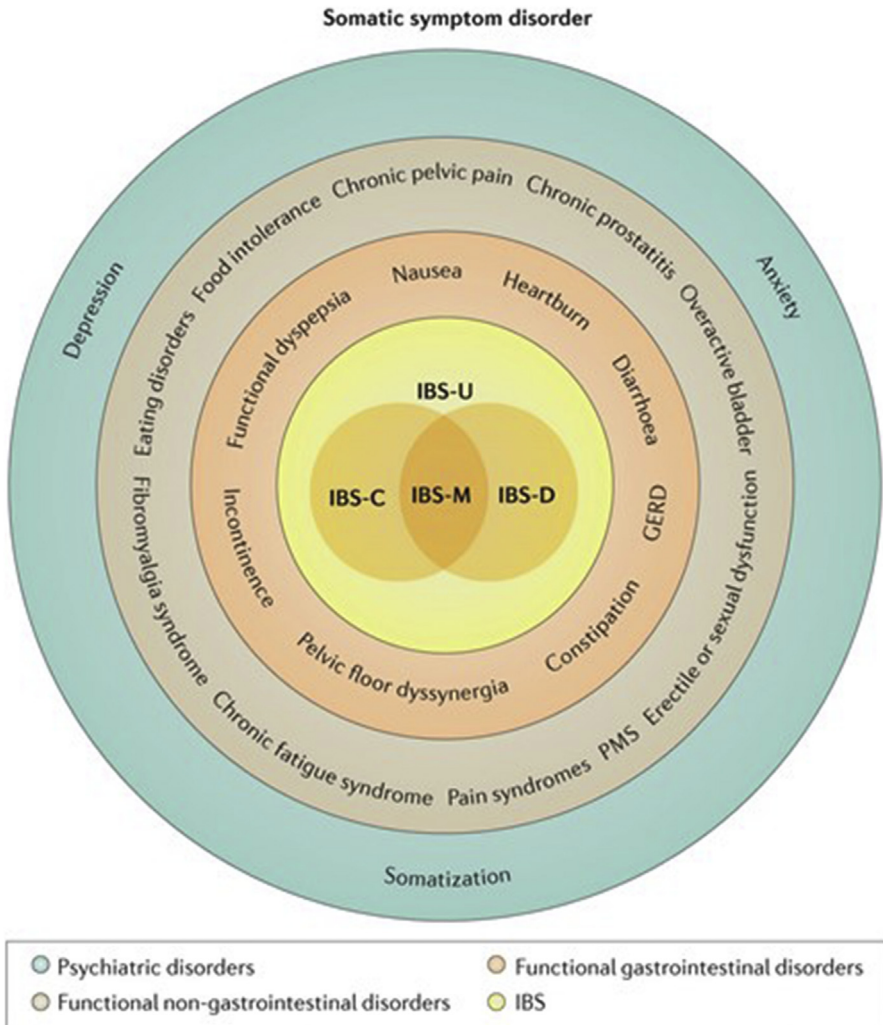 Somatic symptom disorder
Depression
Anxiety
Somatization
Food intolerance
Chronic pelvic pain
Chronic prostatitis
Overactive bladder
Erectile or sexual dysfunction
PMS
Pain syndromes
Chronic fatigue syndrome
Fibromyalgia syndrome
Eating disorders
Functional dyspepsia
Nausea
Heartburn
Diarrhoea
GERD
Constipation
Pelvic floor dyssynergia
Incontinence
IBS-U
IBS-C
IBS-M
IBS-D
Psychiatric disorders
Functional gastrointestinal disorders
Functional non-gastrointestinal disorders
IBS